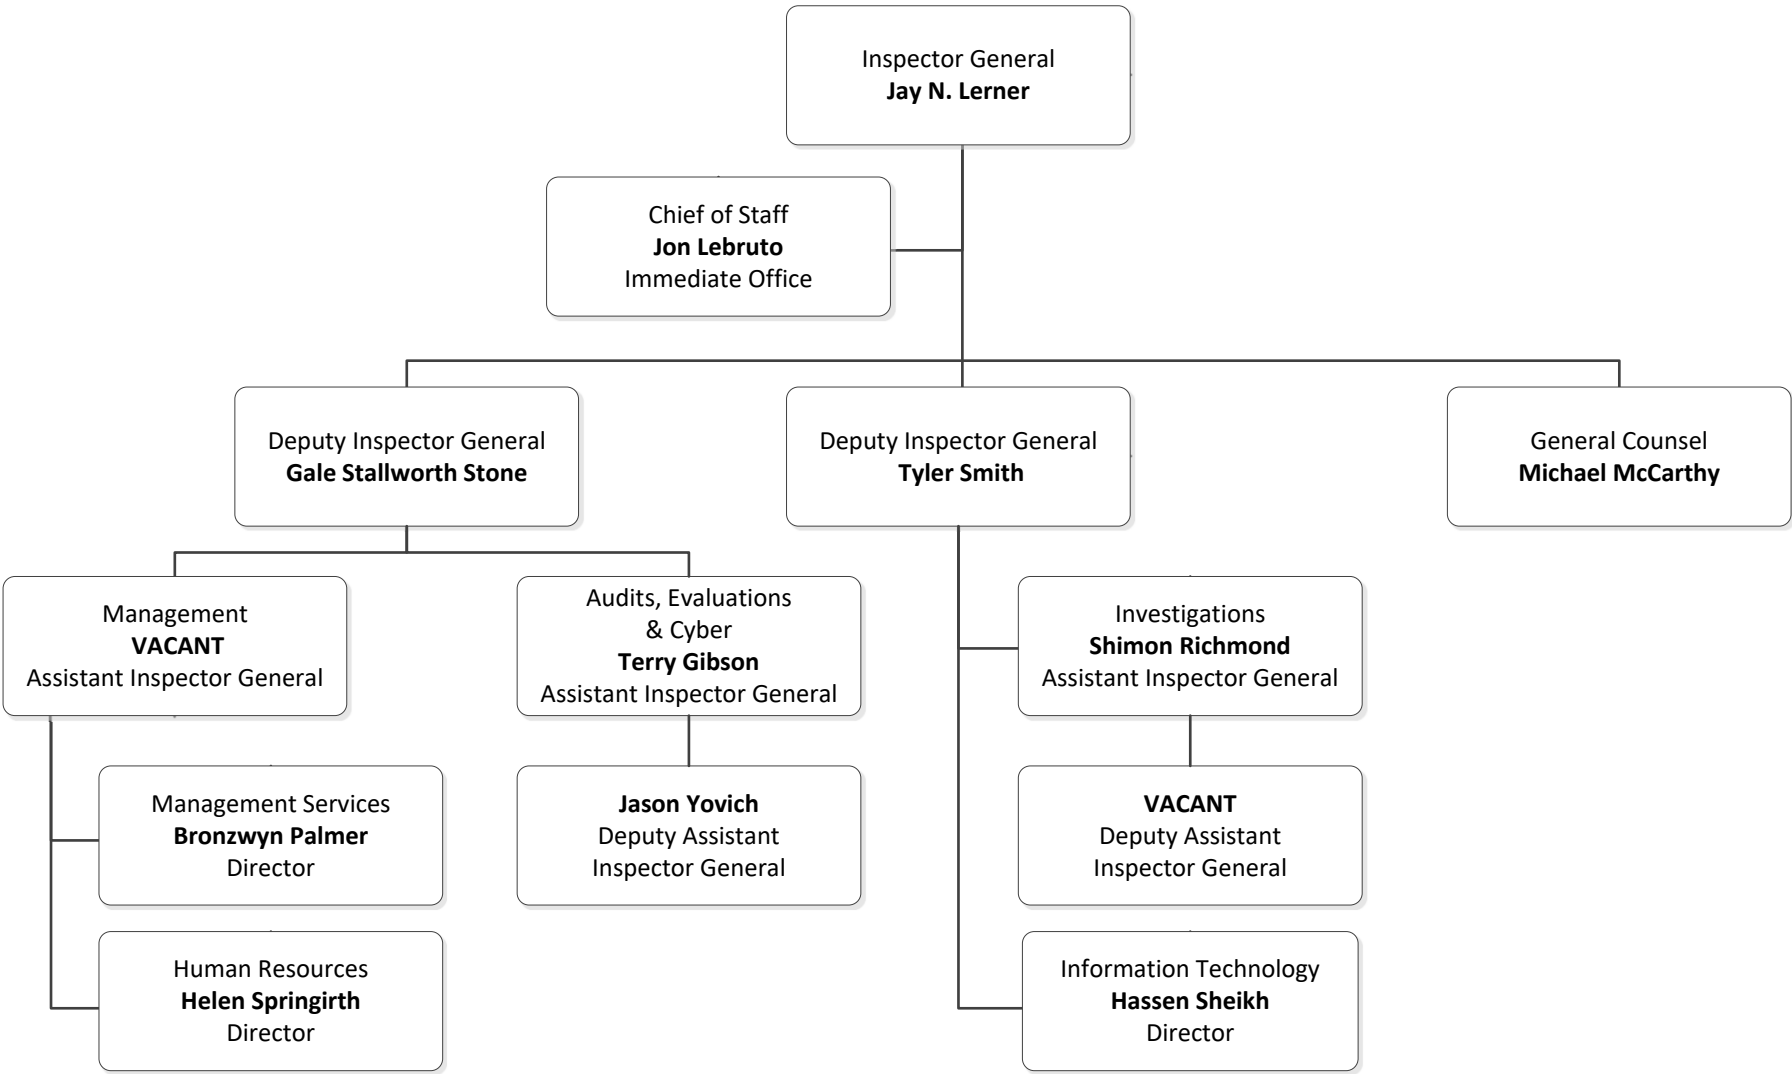 Inspector General
Jay N. Lerner
Chief of Staff
Jon Lebruto
Immediate Office
Deputy Inspector General
Gale Stallworth Stone
Deputy Inspector General
Tyler Smith
General Counsel
Michael McCarthy
Management
VACANT
Assistant Inspector General
Audits, Evaluations
& Cyber
Terry Gibson
Assistant Inspector General
Investigations
Shimon Richmond
Assistant Inspector General
Management Services
Bronzwyn Palmer
Director
Jason Yovich
Deputy Assistant
Inspector General
VACANT
Deputy Assistant
Inspector General
Human Resources
Helen Springirth
Director
Information Technology
Hassen Sheikh
Director